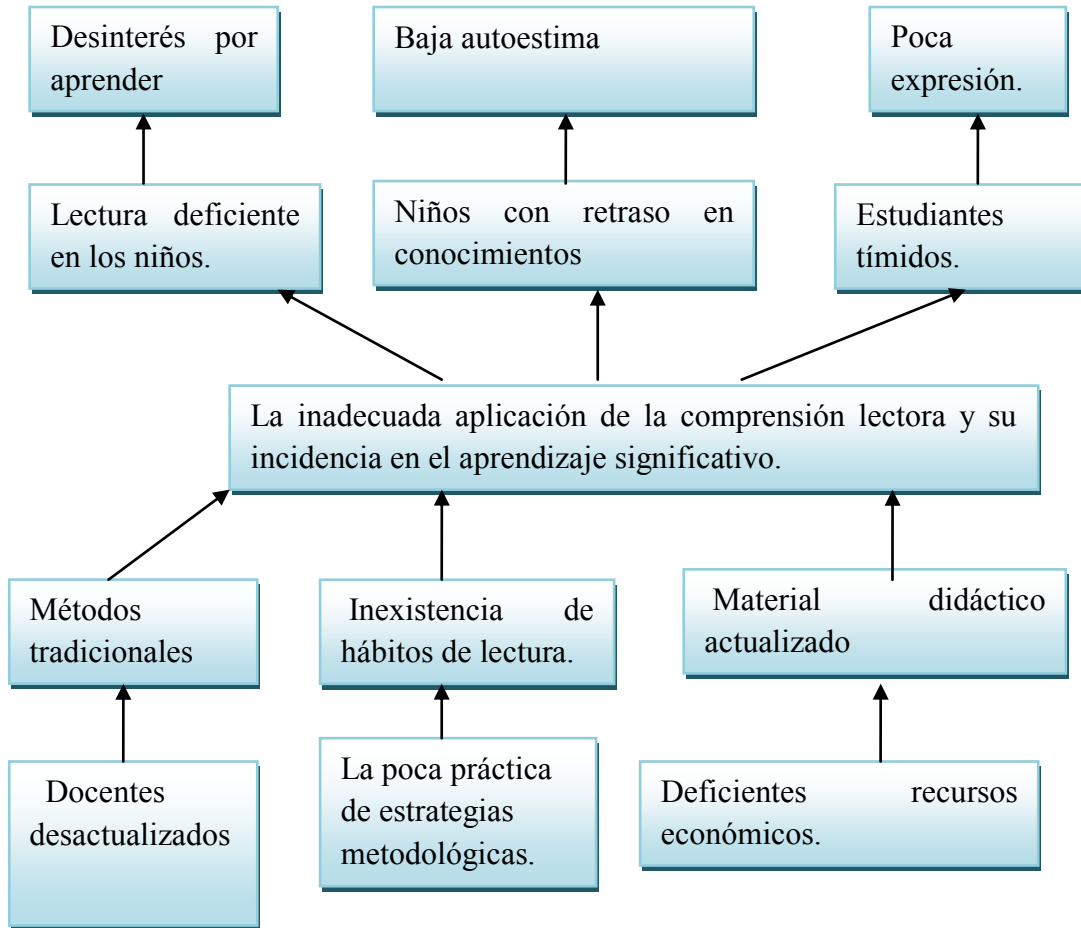 Desinterés por
aprender
Baja autoestima
Poca
expresión.
Lectura deficiente
en los niños.
Niños con retraso en
conocimientos
Estudiantes
tímidos.
La inadecuada aplicación de la comprensión lectora y su
incidencia en el aprendizaje significativo.
Métodos
tradicionales
Inexistencia de
hábitos de lectura.
Material didáctico
actualizado
Docentes
desactualizados
La poca práctica
de estrategias
metodológicas.
Deficientes recursos
económicos.